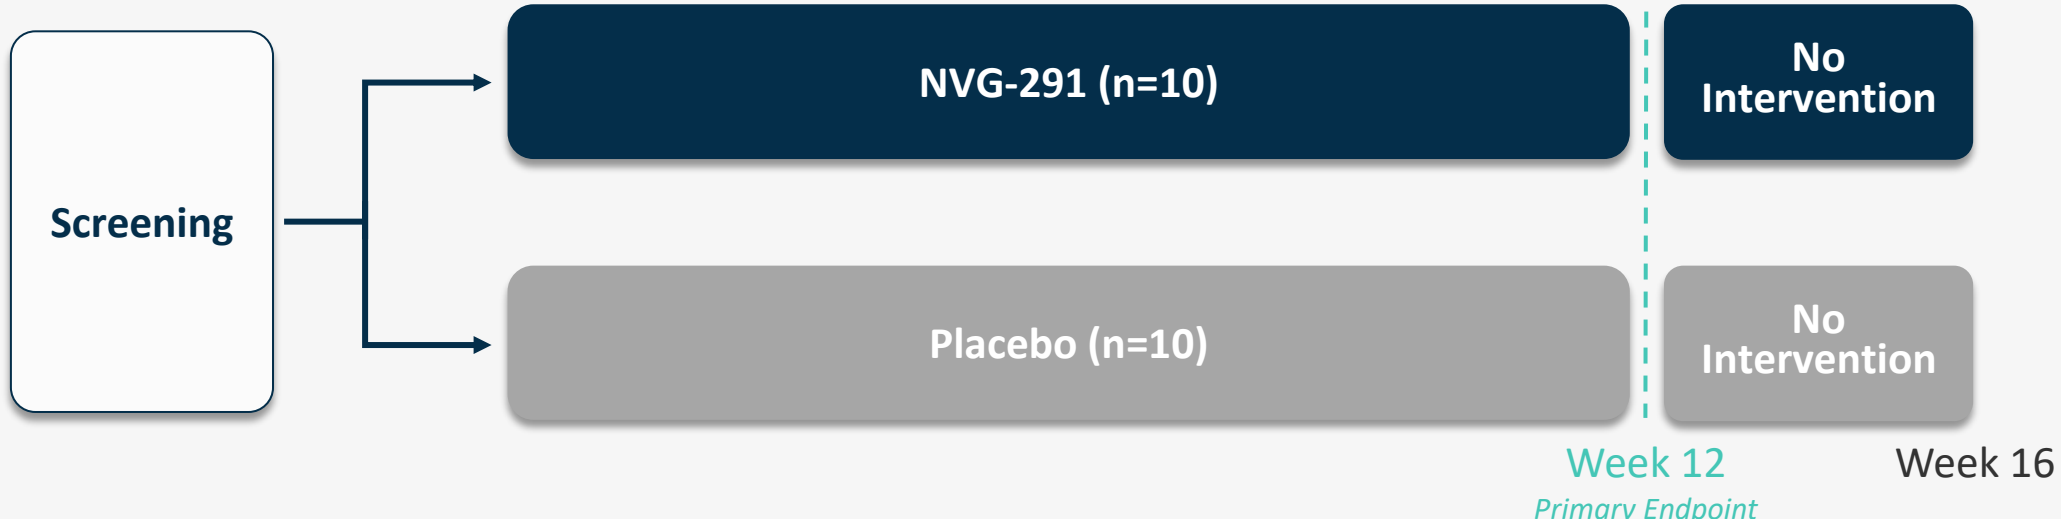 Screening
NVG-291 (n=10)
No
Intervention
Placebo (n=10)
No
Intervention
Week 12
Primary Endpoint
Week 16